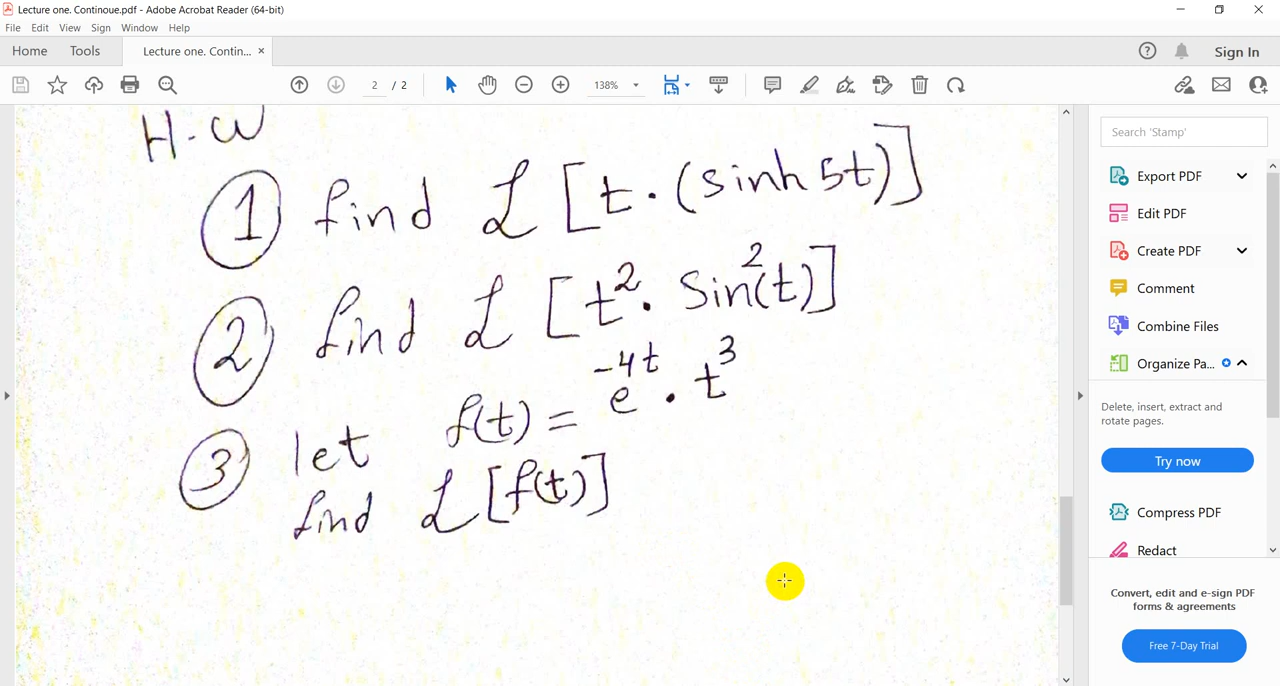 Lecture one. Continoue.pdf - Adobe Acrobat Reader (64-bit)
File Edit View Sign Window Help
Home Tools Lecture one. Contin... × Sign In
2 / 2 138%
H.W
① find ℒ [t . (sinh 5t)]
② find ℒ [t². Sin²(t)]
③ let f(t) = e⁻⁴ᵗ . t³
find ℒ [f(t)]
Search 'Stamp'
Export PDF
Edit PDF
Create PDF
Comment
Combine Files
Organize Pa...
Delete, insert, extract and
rotate pages.
Try now
Compress PDF
Redact
Convert, edit and e-sign PDF
forms & agreements
Free 7-Day Trial